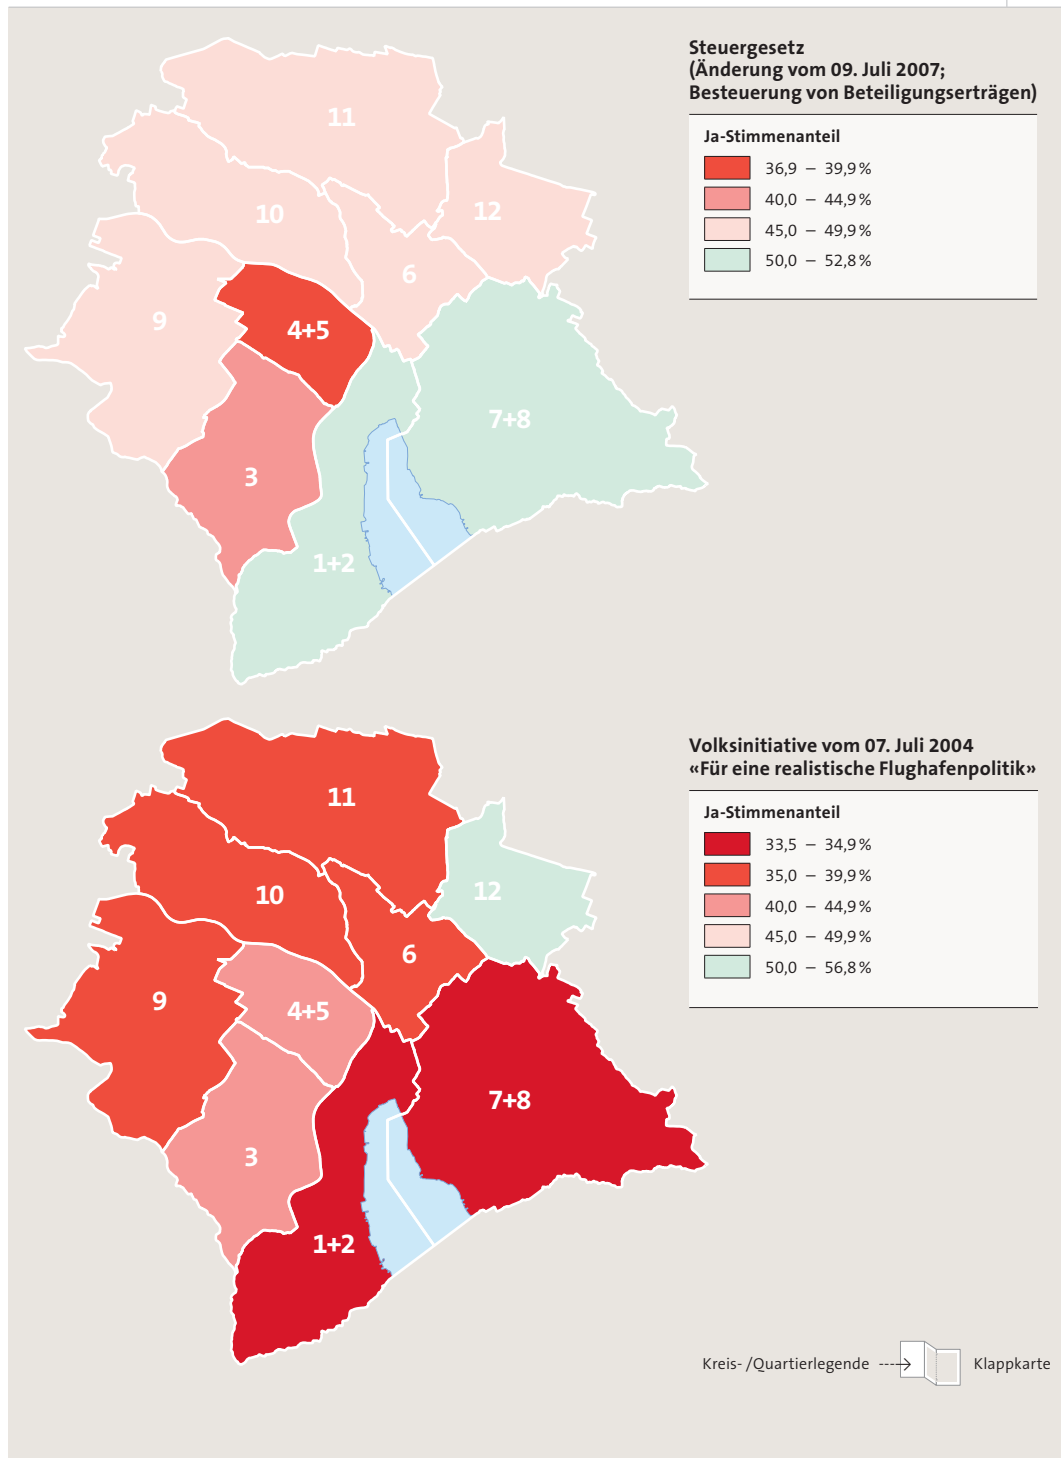 Steuergesetz
(Änderung vom 09. Juli 2007;
Besteuerung von Beteiligungserträgen)
Ja-Stimmenanteil
36,9 – 39,9 %
40,0 – 44,9 %
45,0 – 49,9 %
50,0 – 52,8 %
11
12
10
6
9
4+5
7+8
3
1+2
Volksinitiative vom 07. Juli 2004
«Für eine realistische Flughafenpolitik»
Ja-Stimmenanteil
33,5 – 34,9 %
35,0 – 39,9 %
40,0 – 44,9 %
45,0 – 49,9 %
50,0 – 56,8 %
11
12
10
6
9
4+5
7+8
3
1+2
Kreis- /Quartierlegende
Klappkarte